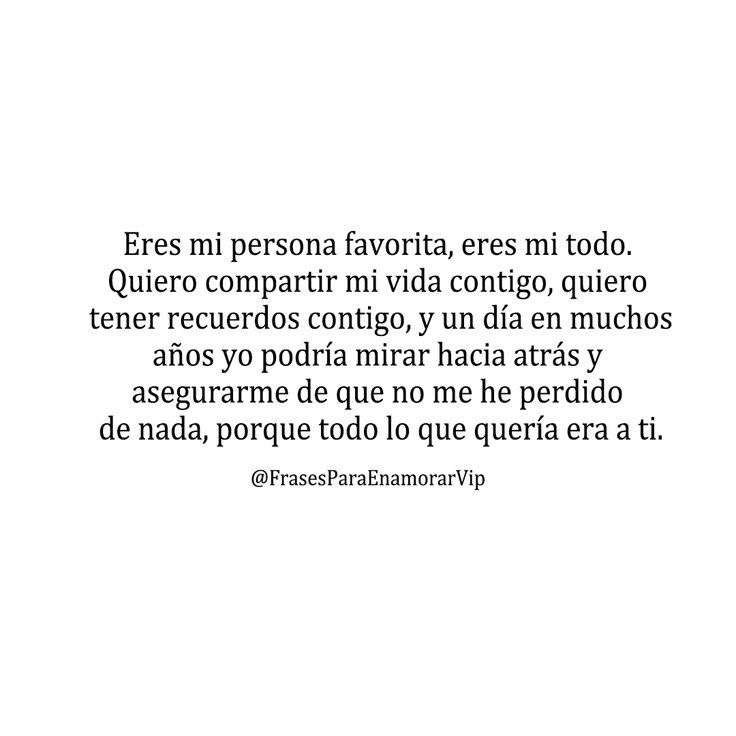 Eres mi persona favorita, eres mi todo.
Quiero compartir mi vida contigo, quiero
tener recuerdos contigo, y un día en muchos
años yo podría mirar hacia atrás y
asegurarme de que no me he perdido
de nada, porque todo lo que quería era a ti.
@FrasesParaEnamorarVip